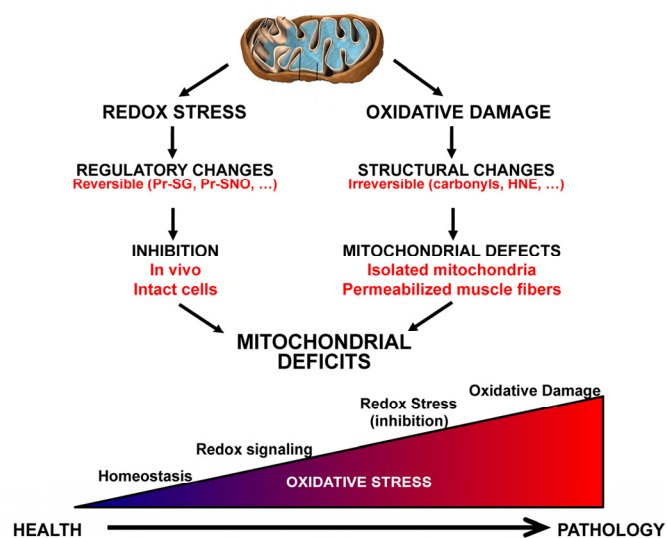 REDOX STRESS
OXIDATIVE DAMAGE
REGULATORY CHANGES
Reversible (Pr-SG, Pr-SNO, ...)
STRUCTURAL CHANGES
Irreversible (carbonyls, HNE, ...)
INHIBITION
In vivo
Intact cells
MITOCHONDRIAL DEFECTS
Isolated mitochondria
Permeabilized muscle fibers
MITOCHONDRIAL
DEFICITS
Oxidative Damage
Redox Stress
(inhibition)
Redox signaling
Homeostasis
OXIDATIVE STRESS
HEALTH
PATHOLOGY